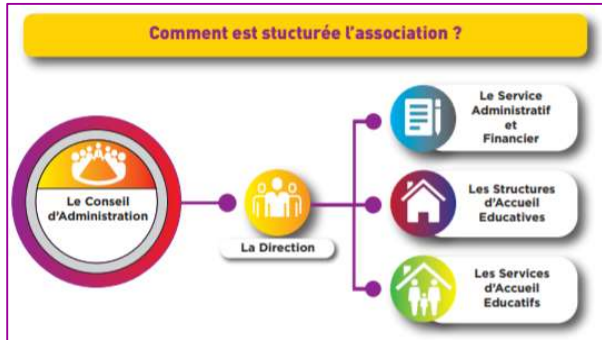 Comment est stucturée l'association ?
Le Conseil
d'Administration
La Direction
Le Service
Administratif
et
Financier
Les Structures
d'Accueil
Educatives
Les Services
d'Accueil
Educatifs